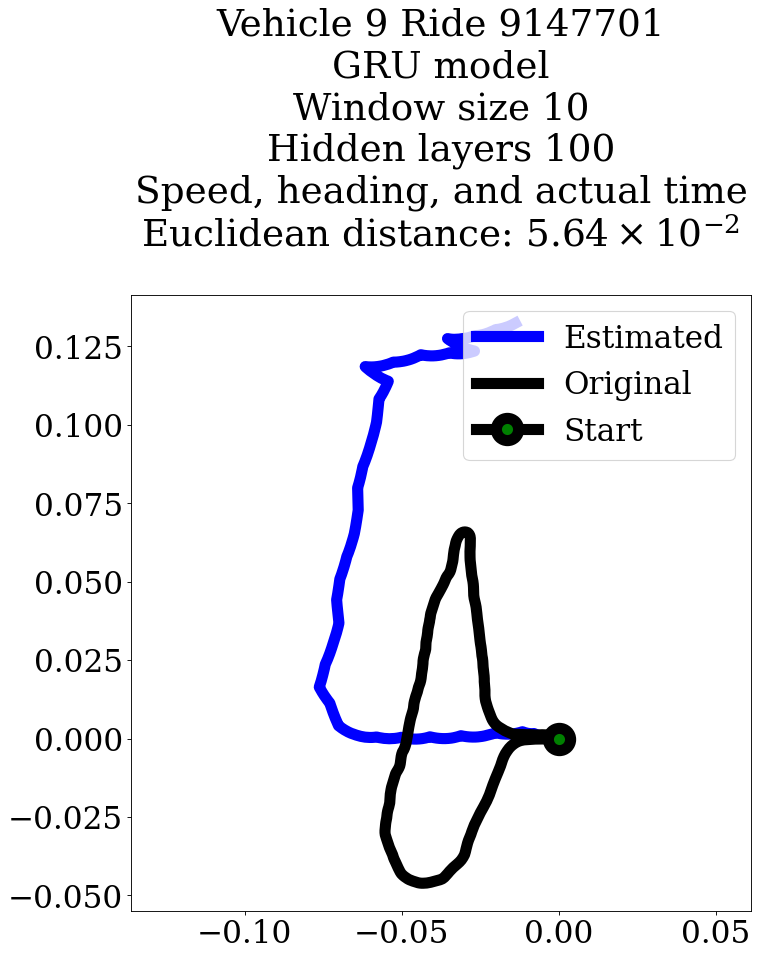 Vehicle 9 Ride 9147701
GRU model
Window size 10
Hidden layers 100
Speed, heading, and actual time
Euclidean distance: 5.64 × 10⁻²
Estimated
Original
Start
0.125
0.100
0.075
0.050
0.025
0.000
−0.025
−0.050
−0.10
−0.05
0.00
0.05